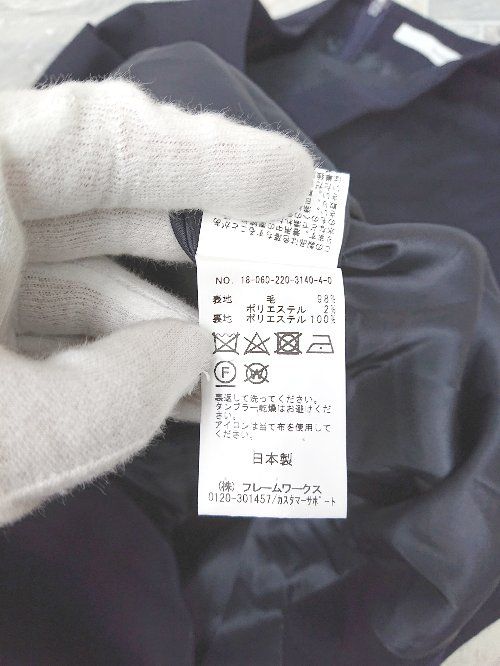 NO. 18-060-220-3140-4-0
表地 毛 98%
ポリエステル 2%
裏地 ポリエステル 100%
F
W
裏返して洗ってください。
タンブラー乾燥はお避けくださ
い。
アイロンは当て布を使用して
ください。
日本製
(株) フレームワークス
0120-301457/カスタマーサポート